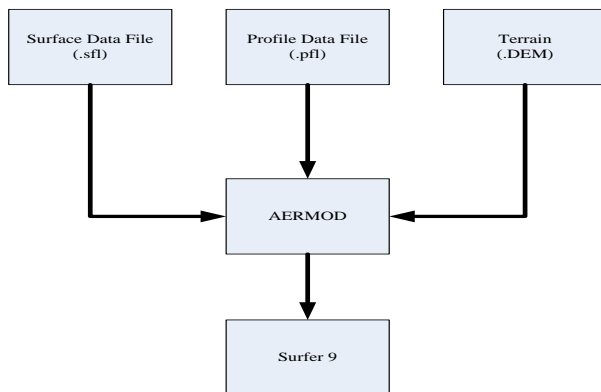 Surface Data File
(.sfl)
Profile Data File
(.pfl)
Terrain
(.DEM)
AERMOD
Surfer 9